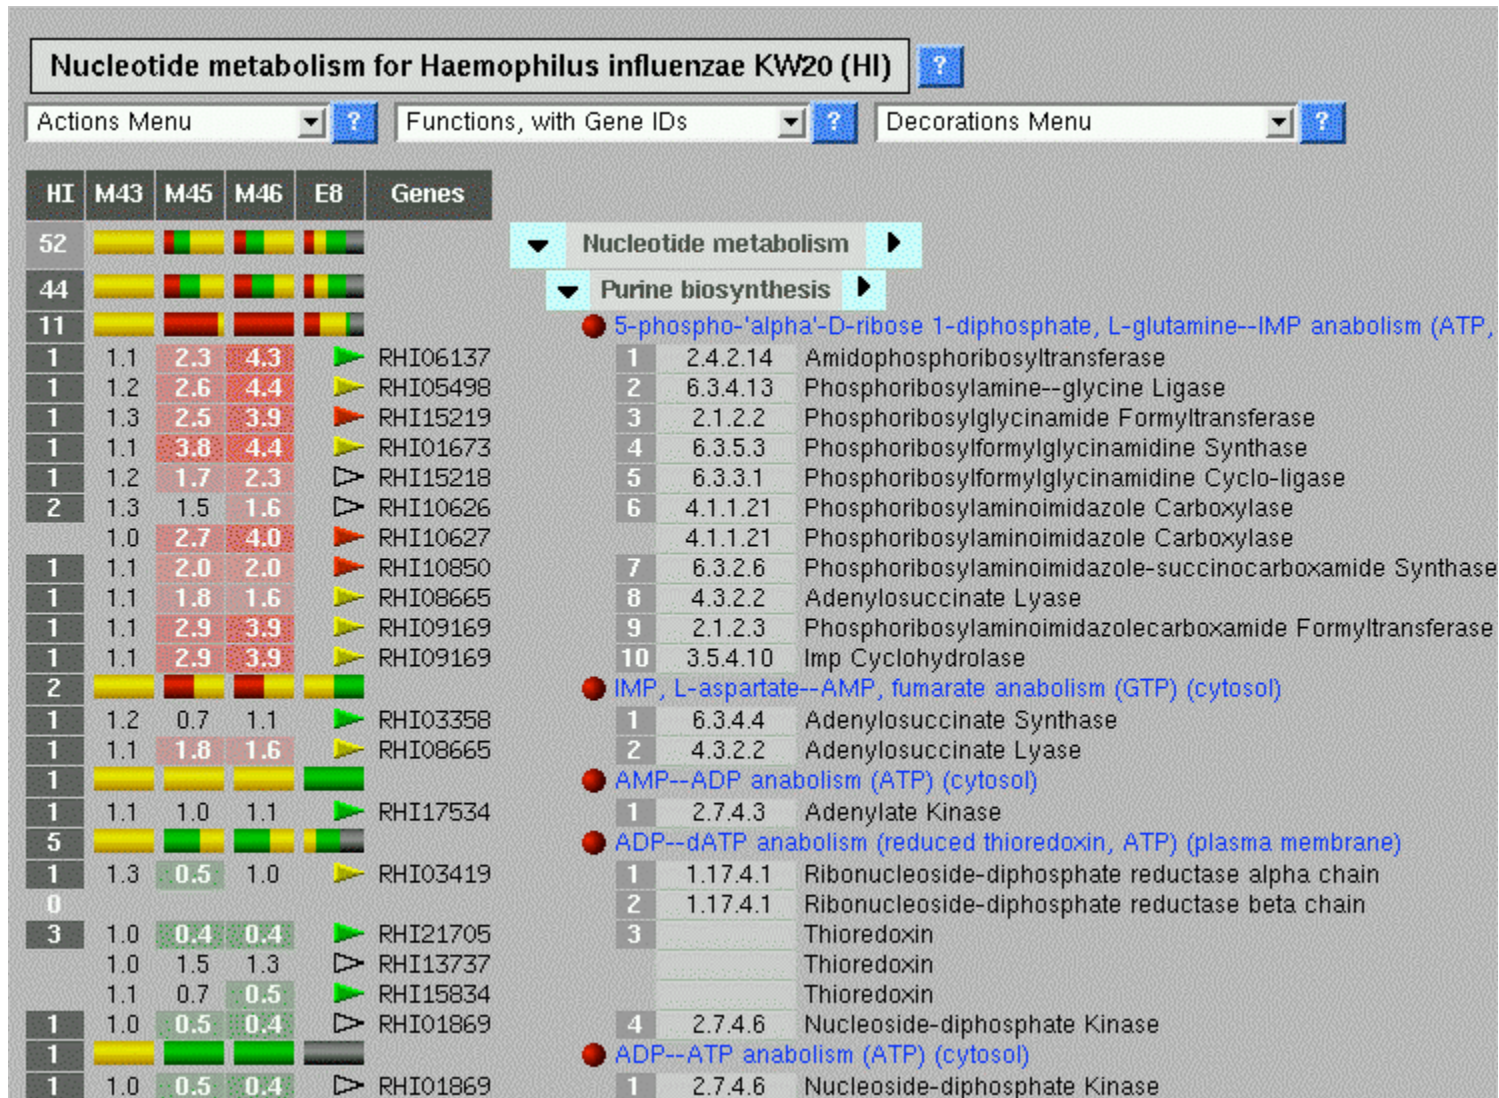 Nucleotide metabolism for Haemophilus influenzae KW20 (HI) ?
Actions Menu ? Functions, with Gene IDs ? Decorations Menu ?
HI M43 M45 M46 E8 Genes
52 Nucleotide metabolism
44 Purine biosynthesis
11 5-phospho-'alpha'-D-ribose 1-diphosphate, L-glutamine--IMP anabolism (ATP,
1 1.1 2.3 4.3 RHI06137 1 2.4.2.14 Amidophosphoribosyltransferase
1 1.2 2.6 4.4 RHI05498 2 6.3.4.13 Phosphoribosylamine--glycine Ligase
1 1.3 2.5 3.9 RHI15219 3 2.1.2.2 Phosphoribosylglycinamide Formyltransferase
1 1.1 3.8 4.4 RHI01673 4 6.3.5.3 Phosphoribosylformylglycinamidine Synthase
1 1.2 1.7 2.3 RHI15218 5 6.3.3.1 Phosphoribosylformylglycinamidine Cyclo-ligase
2 1.3 1.5 1.6 RHI10626 6 4.1.1.21 Phosphoribosylaminoimidazole Carboxylase
1.0 2.7 4.0 RHI10627 4.1.1.21 Phosphoribosylaminoimidazole Carboxylase
1 1.1 2.0 2.0 RHI10850 7 6.3.2.6 Phosphoribosylaminoimidazole-succinocarboxamide Synthase
1 1.1 1.8 1.6 RHI08665 8 4.3.2.2 Adenylosuccinate Lyase
1 1.1 2.9 3.9 RHI09169 9 2.1.2.3 Phosphoribosylaminoimidazolecarboxamide Formyltransferase
1 1.1 2.9 3.9 RHI09169 10 3.5.4.10 Imp Cyclohydrolase
2 IMP, L-aspartate--AMP, fumarate anabolism (GTP) (cytosol)
1 1.2 0.7 1.1 RHI03358 1 6.3.4.4 Adenylosuccinate Synthase
1 1.1 1.8 1.6 RHI08665 2 4.3.2.2 Adenylosuccinate Lyase
1 AMP--ADP anabolism (ATP) (cytosol)
1 1.1 1.0 1.1 RHI17534 1 2.7.4.3 Adenylate Kinase
5 ADP--dATP anabolism (reduced thioredoxin, ATP) (plasma membrane)
1 1.3 0.5 1.0 RHI03419 1 1.17.4.1 Ribonucleoside-diphosphate reductase alpha chain
0 2 1.17.4.1 Ribonucleoside-diphosphate reductase beta chain
3 1.0 0.4 0.4 RHI21705 3 Thioredoxin
1.0 1.5 1.3 RHI13737 Thioredoxin
1.1 0.7 0.5 RHI15834 Thioredoxin
1 1.0 0.5 0.4 RHI01869 4 2.7.4.6 Nucleoside-diphosphate Kinase
1 ADP--ATP anabolism (ATP) (cytosol)
1 1.0 0.5 0.4 RHI01869 1 2.7.4.6 Nucleoside-diphosphate Kinase